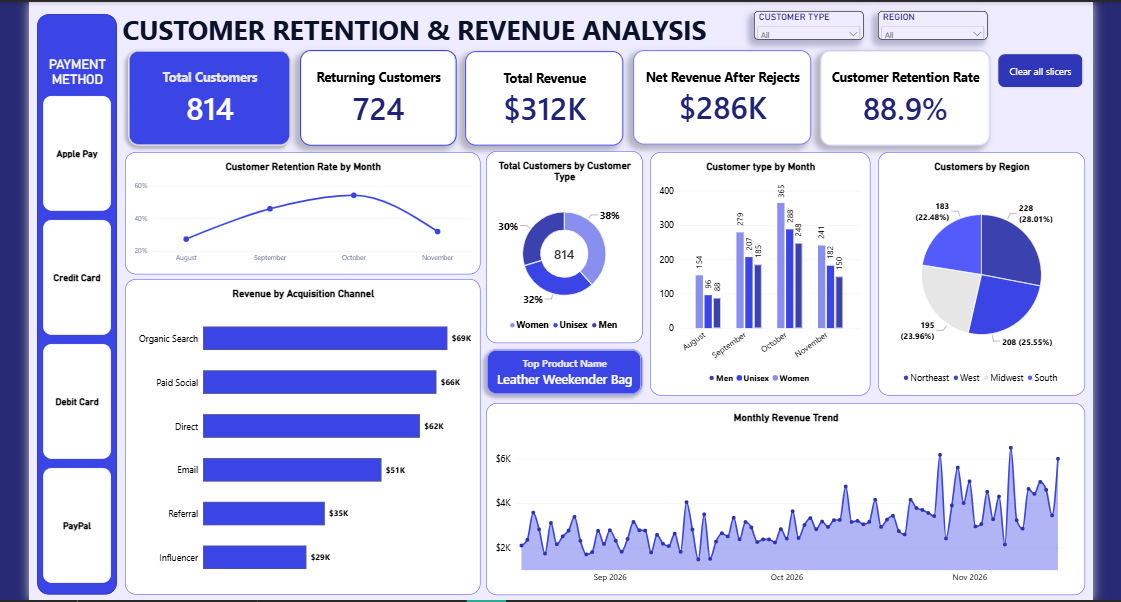 CUSTOMER RETENTION & REVENUE ANALYSIS
CUSTOMER TYPE
All
REGION
All
Clear all slicers
PAYMENT
METHOD
Apple Pay
Credit Card
Debit Card
PayPal
Total Customers
814
Returning Customers
724
Total Revenue
$312K
Net Revenue After Rejects
$286K
Customer Retention Rate
88.9%
Customer Retention Rate by Month
60%
40%
20%
August
September
October
November
Revenue by Acquisition Channel
Organic Search
$69K
Paid Social
$66K
Direct
$62K
Email
$51K
Referral
$35K
Influencer
$29K
Total Customers by Customer
Type
30%
38%
814
32%
Women
Unisex
Men
Top Product Name
Leather Weekender Bag
Customer type by Month
400
300
200
100
0
154
96
88
279
207
185
365
288
248
241
182
150
August
September
October
November
Men
Unisex
Women
Customers by Region
183
(22.48%)
228
(28.01%)
195
(23.96%)
208 (25.55%)
Northeast
West
Midwest
South
Monthly Revenue Trend
$6K
$4K
$2K
Sep 2026
Oct 2026
Nov 2026